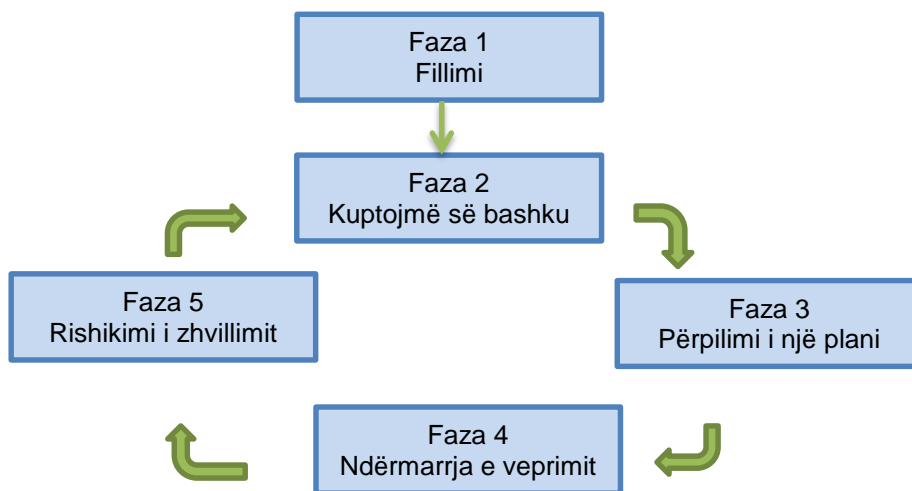 Faza 1
Fillimi
Faza 2
Kuptojmë së bashku
Faza 3
Përpilimi i një plani
Faza 4
Ndërmarrja e veprimit
Faza 5
Rishikimi i zhvillimit